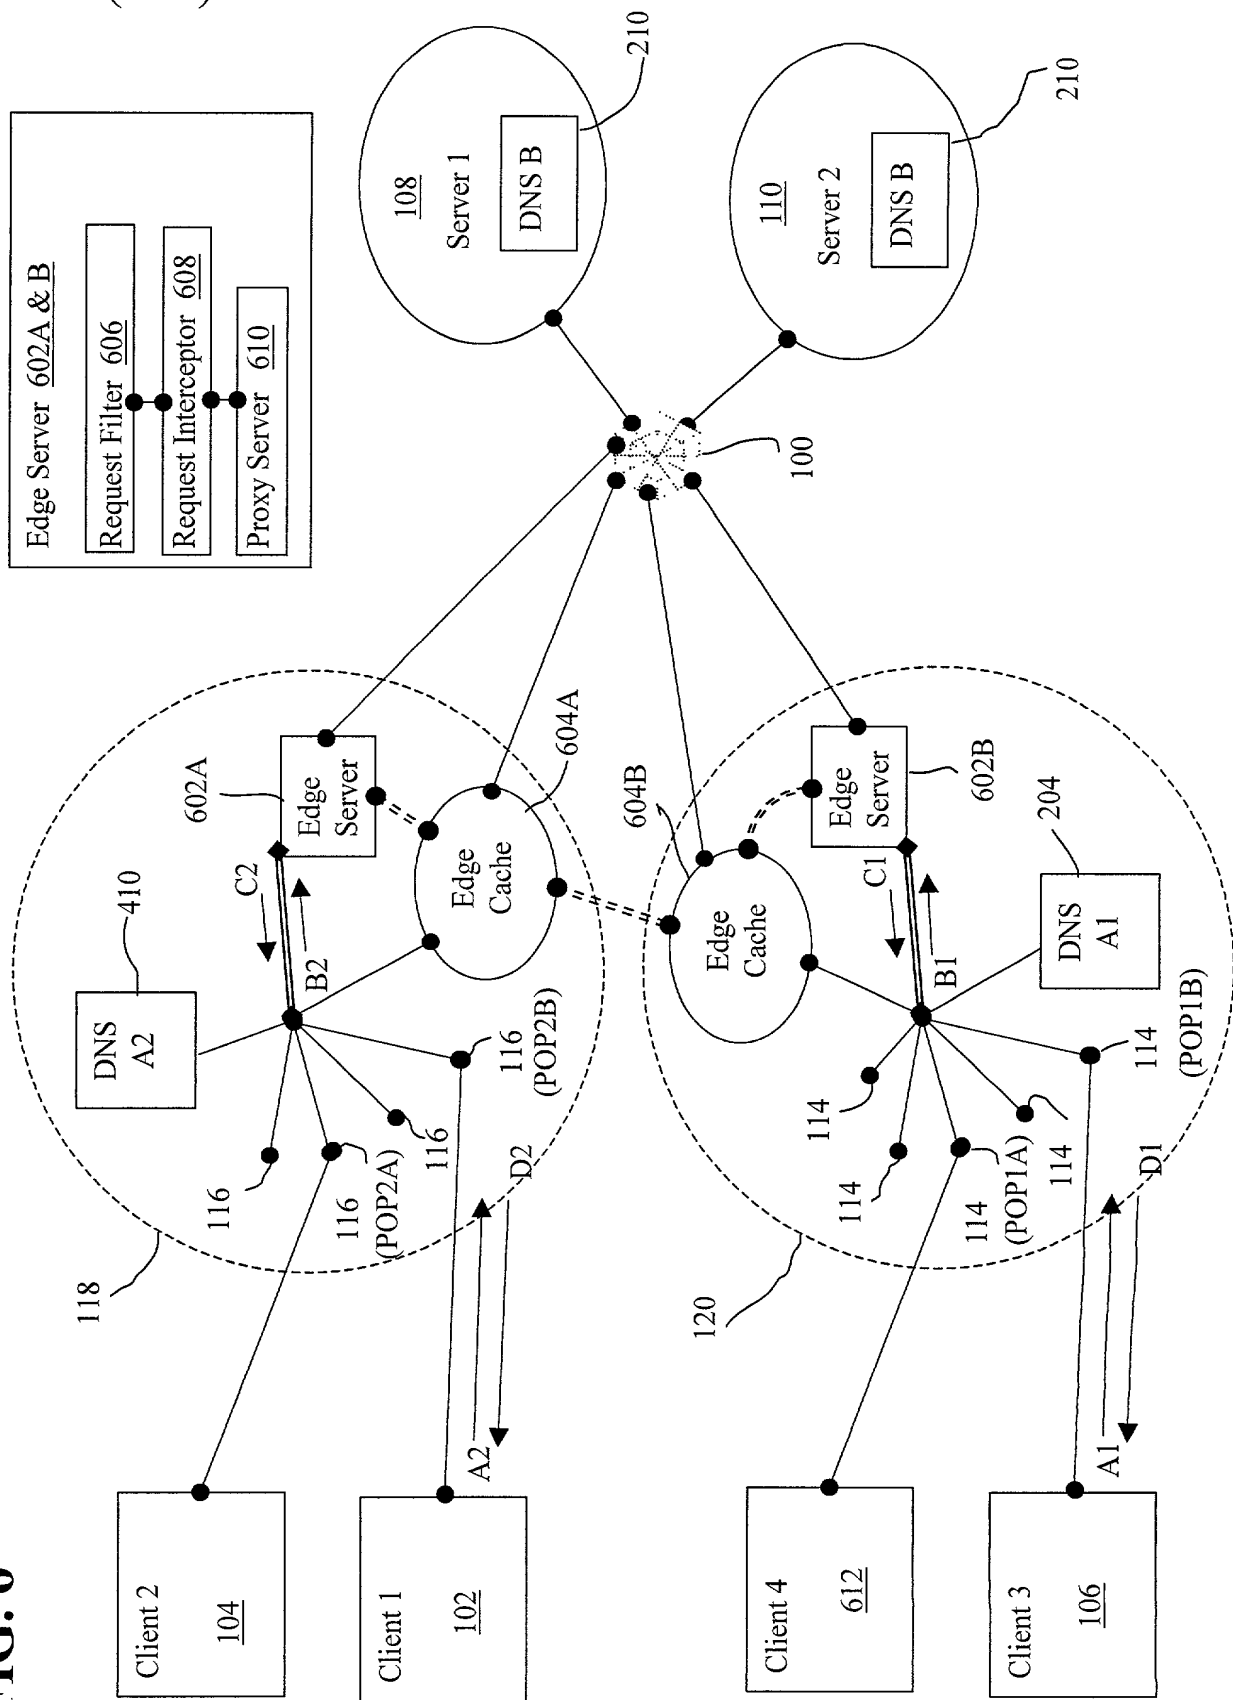 FIG. 6
Edge Server 602A & B
Request Filter 606
Request Interceptor 608
Proxy Server 610
108
Server 1
DNS B
210
110
Server 2
DNS B
210
100
118
602A
Edge
Server
604A
Edge
Cache
C2
B2
410
DNS
A2
116
116
(POP2A)
116
116
(POP2B)
D2
A2
Client 2
104
Client 1
102
120
604B
Edge
Cache
Edge
Server
602B
C1
B1
204
DNS
A1
114
114
114
(POP1A)
114
114
(POP1B)
D1
A1
Client 4
612
Client 3
106